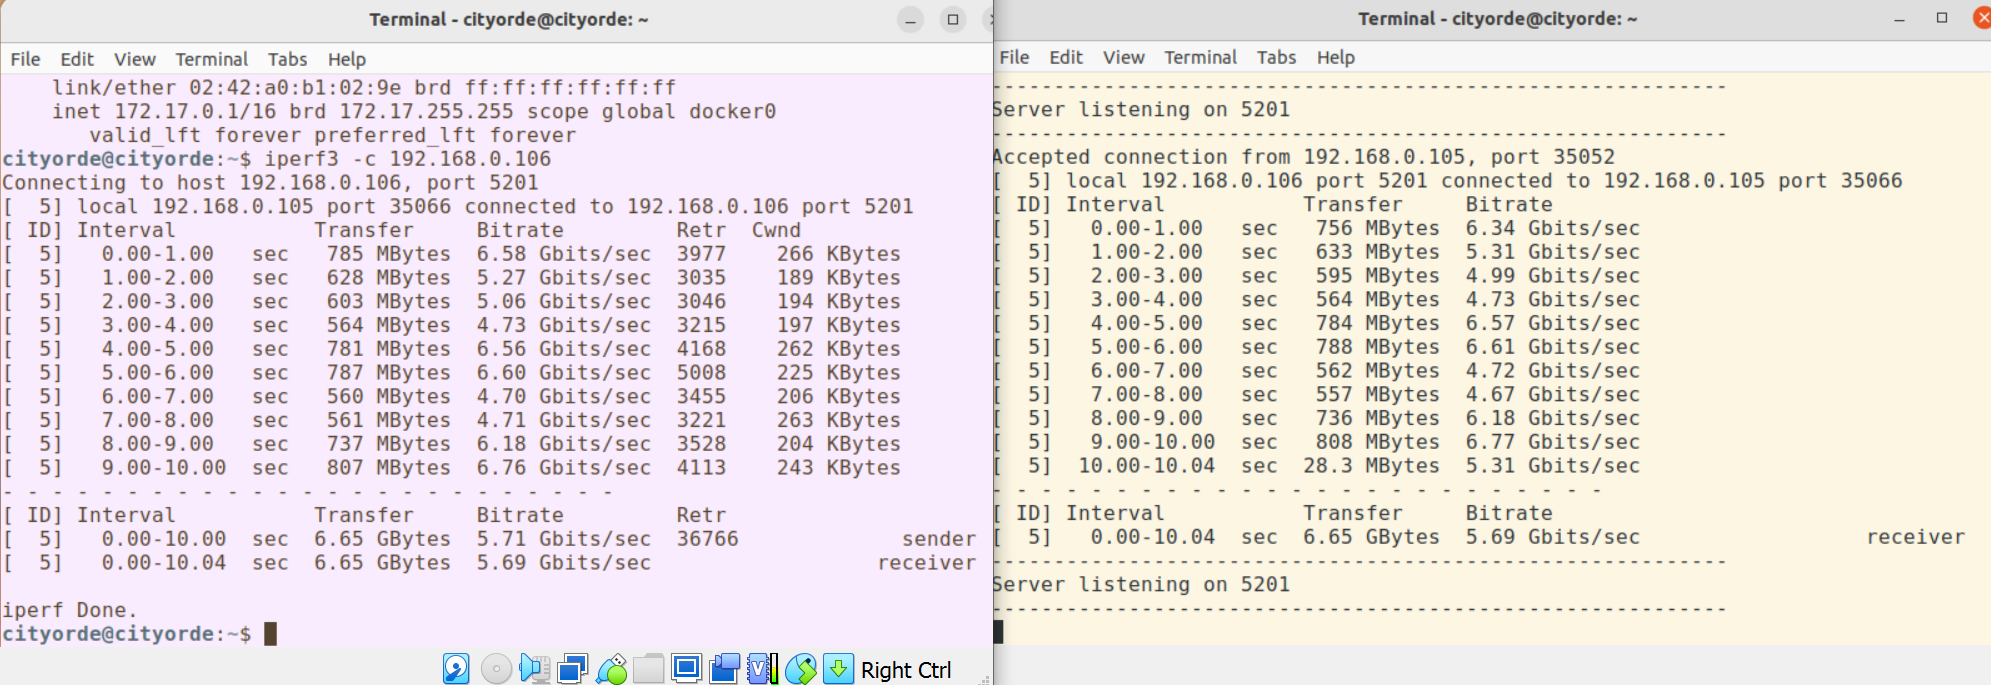 Terminal - cityorde@cityorde: ~
File Edit View Terminal Tabs Help
link/ether 02:42:a0:b1:02:9e brd ff:ff:ff:ff:ff:ff
inet 172.17.0.1/16 brd 172.17.255.255 scope global docker0
valid_lft forever preferred_lft forever
cityorde@cityorde:~$ iperf3 -c 192.168.0.106
Connecting to host 192.168.0.106, port 5201
[  5] local 192.168.0.105 port 35066 connected to 192.168.0.106 port 5201
[ ID] Interval           Transfer     Bitrate         Retr  Cwnd
[  5]   0.00-1.00   sec   785 MBytes  6.58 Gbits/sec  3977    266 KBytes
[  5]   1.00-2.00   sec   628 MBytes  5.27 Gbits/sec  3035    189 KBytes
[  5]   2.00-3.00   sec   603 MBytes  5.06 Gbits/sec  3046    194 KBytes
[  5]   3.00-4.00   sec   564 MBytes  4.73 Gbits/sec  3215    197 KBytes
[  5]   4.00-5.00   sec   781 MBytes  6.56 Gbits/sec  4168    262 KBytes
[  5]   5.00-6.00   sec   787 MBytes  6.60 Gbits/sec  5008    225 KBytes
[  5]   6.00-7.00   sec   560 MBytes  4.70 Gbits/sec  3455    206 KBytes
[  5]   7.00-8.00   sec   561 MBytes  4.71 Gbits/sec  3221    263 KBytes
[  5]   8.00-9.00   sec   737 MBytes  6.18 Gbits/sec  3528    204 KBytes
[  5]   9.00-10.00  sec   807 MBytes  6.76 Gbits/sec  4113    243 KBytes
- - - - - - - - - - - - - - - - - - - - - - - - -
[ ID] Interval           Transfer     Bitrate         Retr
[  5]   0.00-10.00  sec  6.65 GBytes  5.71 Gbits/sec  36766             sender
[  5]   0.00-10.04  sec  6.65 GBytes  5.69 Gbits/sec                  receiver
iperf Done.
cityorde@cityorde:~$
Right Ctrl
Terminal - cityorde@cityorde: ~
File Edit View Terminal Tabs Help
-----------------------------------------------------------
Server listening on 5201
-----------------------------------------------------------
Accepted connection from 192.168.0.105, port 35052
[  5] local 192.168.0.106 port 5201 connected to 192.168.0.105 port 35066
[ ID] Interval           Transfer     Bitrate
[  5]   0.00-1.00   sec   756 MBytes  6.34 Gbits/sec
[  5]   1.00-2.00   sec   633 MBytes  5.31 Gbits/sec
[  5]   2.00-3.00   sec   595 MBytes  4.99 Gbits/sec
[  5]   3.00-4.00   sec   564 MBytes  4.73 Gbits/sec
[  5]   4.00-5.00   sec   784 MBytes  6.57 Gbits/sec
[  5]   5.00-6.00   sec   788 MBytes  6.61 Gbits/sec
[  5]   6.00-7.00   sec   562 MBytes  4.72 Gbits/sec
[  5]   7.00-8.00   sec   557 MBytes  4.67 Gbits/sec
[  5]   8.00-9.00   sec   736 MBytes  6.18 Gbits/sec
[  5]   9.00-10.00  sec   808 MBytes  6.77 Gbits/sec
[  5]  10.00-10.04  sec  28.3 MBytes  5.31 Gbits/sec
- - - - - - - - - - - - - - - - - - - - - - - - -
[ ID] Interval           Transfer     Bitrate
[  5]   0.00-10.04  sec  6.65 GBytes  5.69 Gbits/sec                  receiver
-----------------------------------------------------------
Server listening on 5201
-----------------------------------------------------------